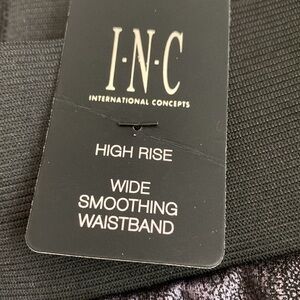 I·N·C
INTERNATIONAL CONCEPTS
HIGH RISE
WIDE
SMOOTHING
WAISTBAND